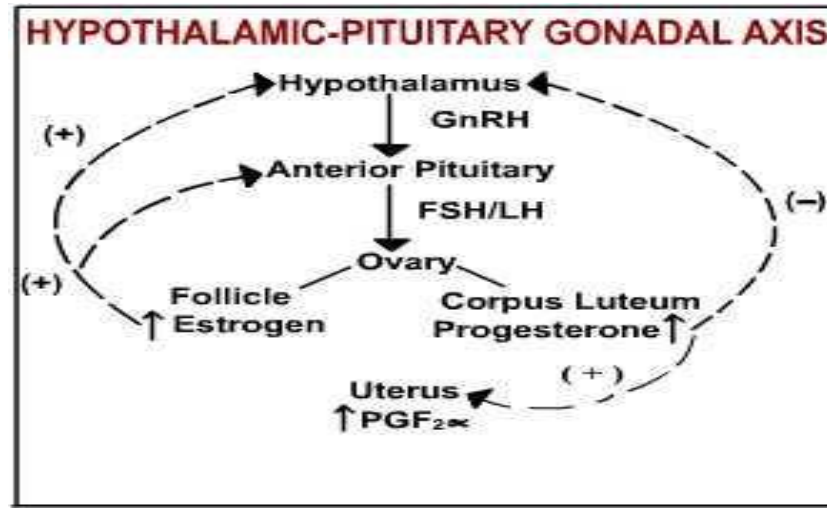 HYPOTHALAMIC-PITUITARY GONADAL AXIS
Hypothalamus
(+)
GnRH
Anterior Pituitary
(-)
FSH/LH
Ovary
(+)
Follicle
↑ Estrogen
Corpus Luteum
Progesterone ↑
(+)
Uterus
↑ PGF₂∝